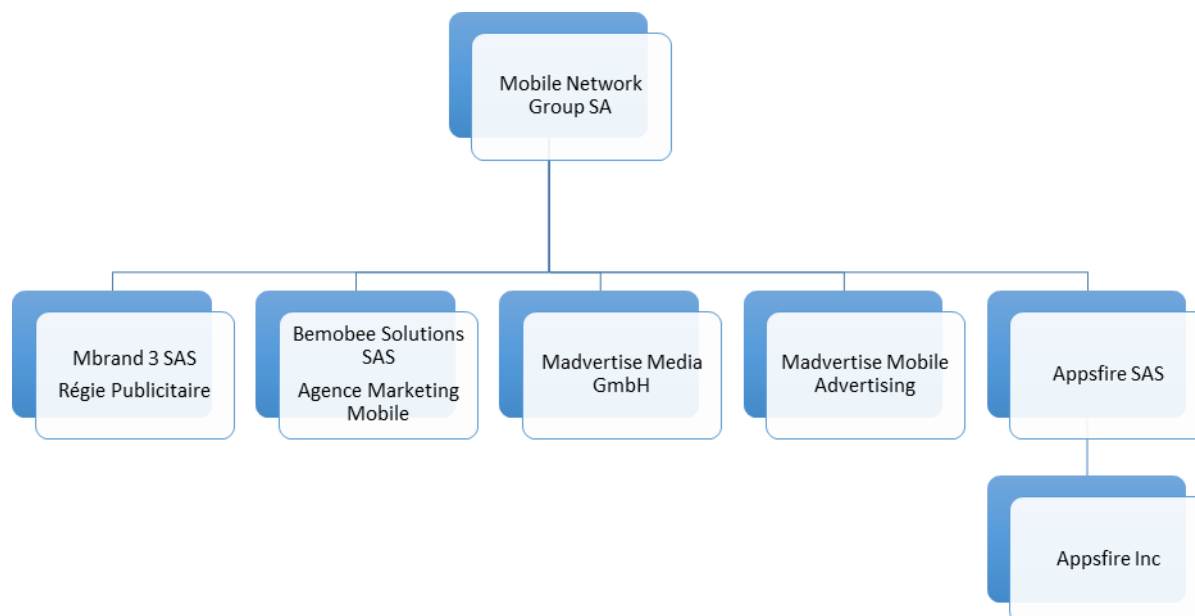 Mobile Network
Group SA
Mbrand 3 SAS
Régie Publicitaire
Bemobee Solutions
SAS
Agence Marketing
Mobile
Madvertise Media
GmbH
Madvertise Mobile
Advertising
Appsfire SAS
Appsfire Inc